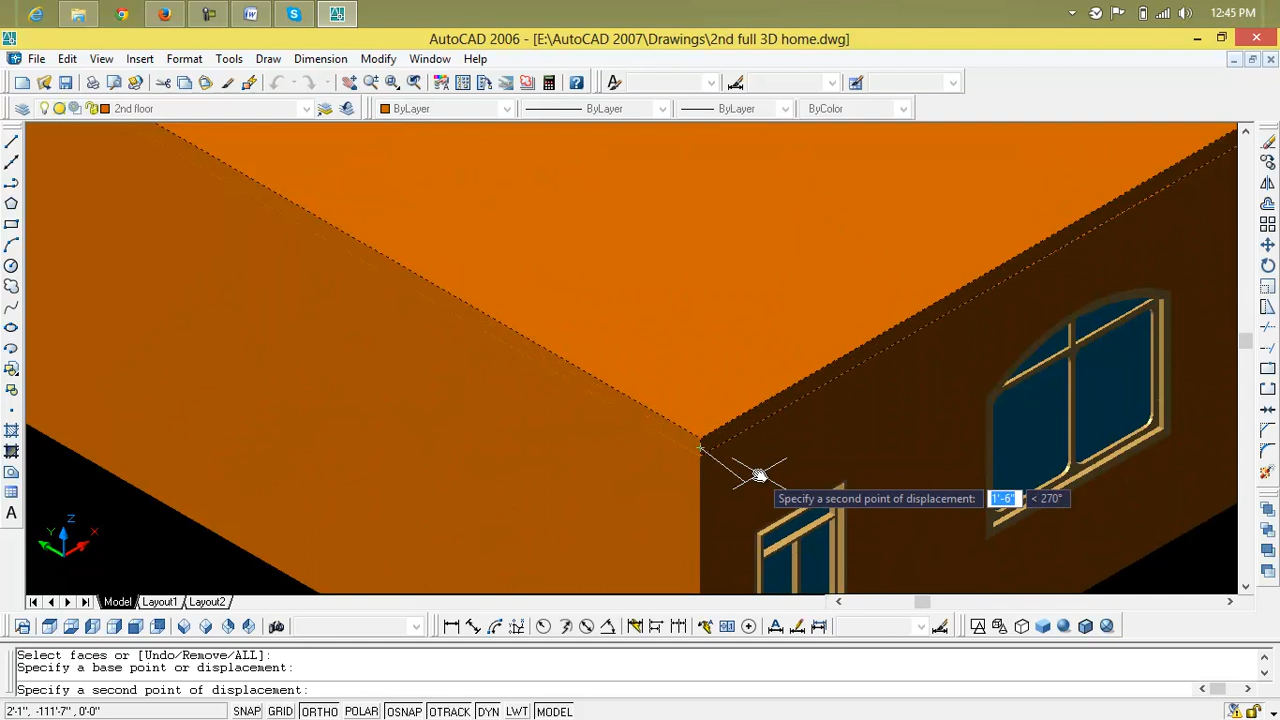 12:45 PM
AutoCAD 2006 - [E:\AutoCAD 2007\Drawings\2nd full 3D home.dwg]
File Edit View Insert Format Tools Draw Dimension Modify Window Help
2nd floor ByLayer ByLayer ByLayer ByColor
Specify a second point of displacement: 1'-6" < 270°
Z
Y X
Model Layout1 Layout2
Select faces or [Undo/Remove/ALL]:
Specify a base point or displacement:
Specify a second point of displacement:
2'-1", -111'-7", 0'-0" SNAP GRID ORTHO POLAR OSNAP OTRACK DYN LWT MODEL